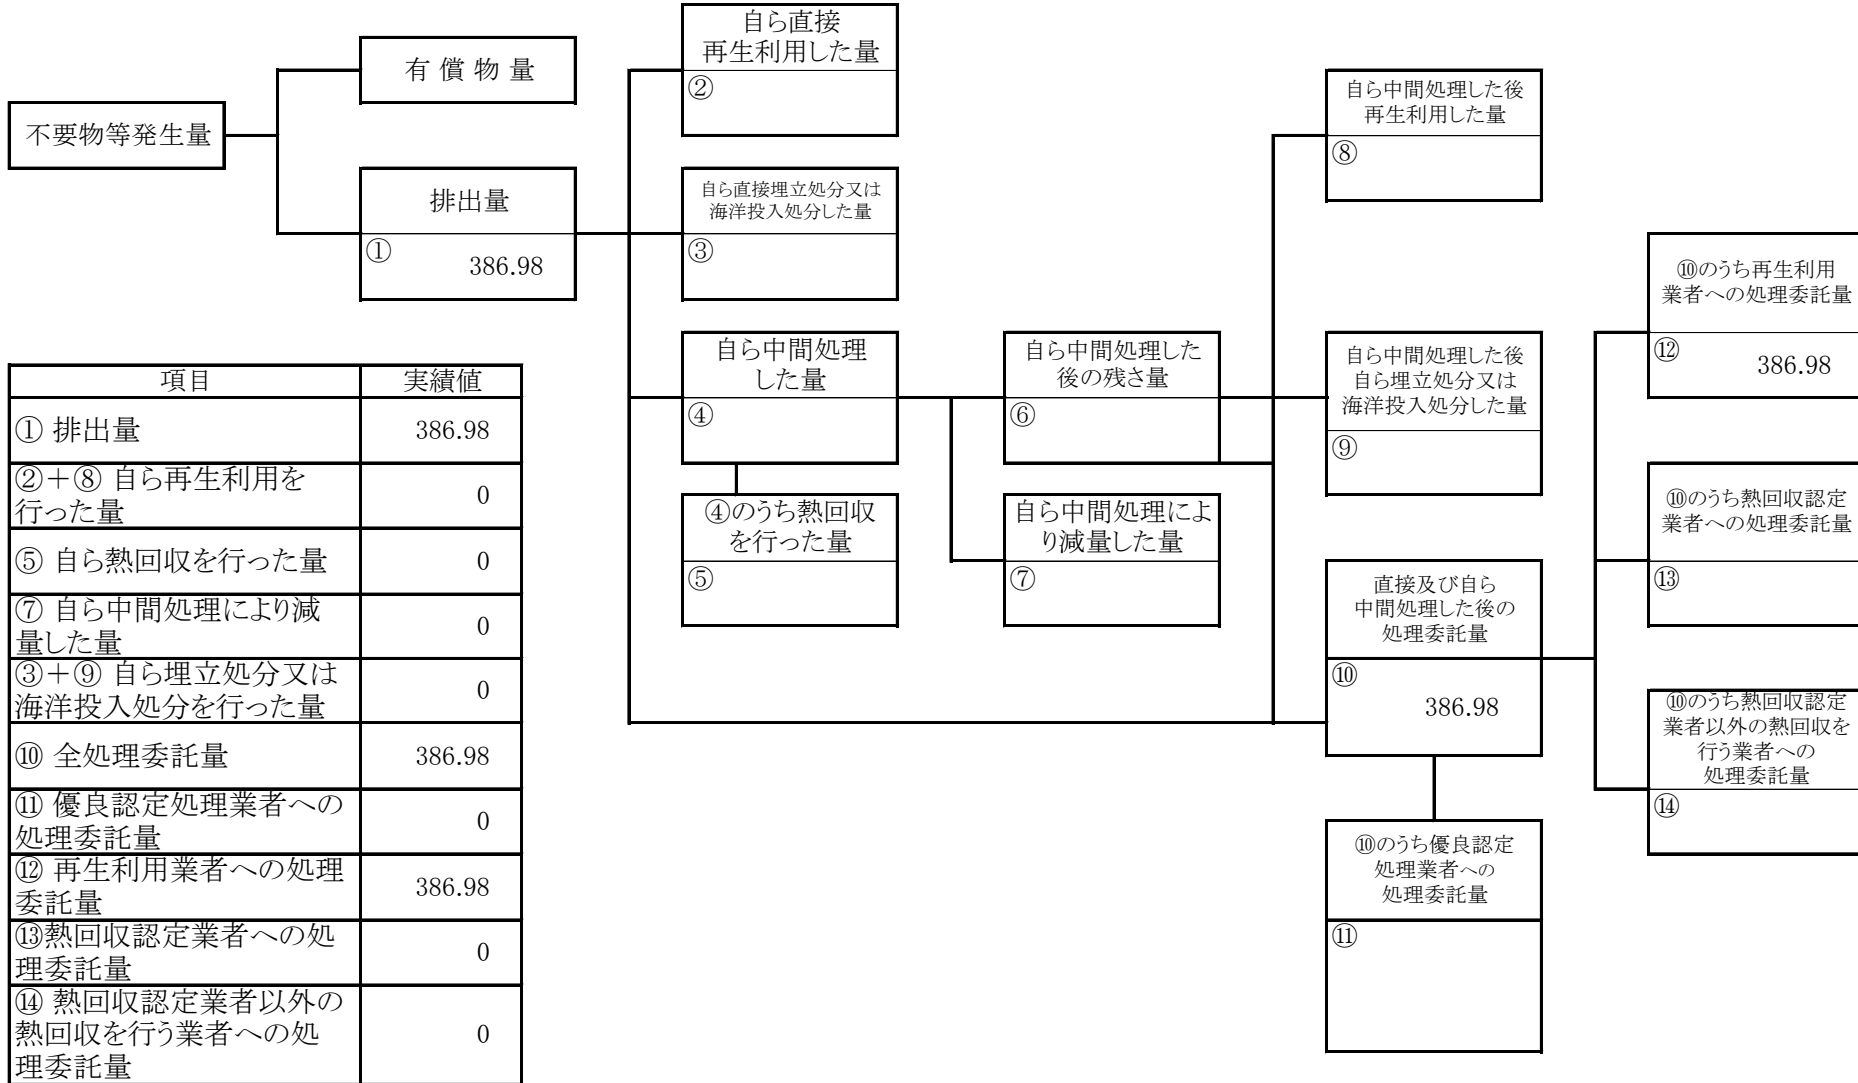 自ら直接
再生利用した量
②
有 償 物 量
不要物等発生量
自ら中間処理した後
再生利用した量
⑧
排出量
① 386.98
自ら直接埋立処分又は
海洋投入処分した量
③
⑩のうち再生利用
業者への処理委託量
⑫ 386.98
自ら中間処理
した量
④
自ら中間処理した
後の残さ量
⑥
自ら中間処理した後
自ら埋立処分又は
海洋投入処分した量
⑨
④のうち熱回収
を行った量
⑤
自ら中間処理によ
り減量した量
⑦
⑩のうち熱回収認定
業者への処理委託量
⑬
直接及び自ら
中間処理した後の
処理委託量
⑩
386.98
⑩のうち熱回収認定
業者以外の熱回収を
行う業者への
処理委託量
⑭
⑩のうち優良認定
処理業者への
処理委託量
⑪
項目 実績値
① 排出量 386.98
②+⑧ 自ら再生利用を
行った量 0
⑤ 自ら熱回収を行った量 0
⑦ 自ら中間処理により減
量した量 0
③+⑨ 自ら埋立処分又は
海洋投入処分を行った量 0
⑩ 全処理委託量 386.98
⑪ 優良認定処理業者への
処理委託量 0
⑫ 再生利用業者への処理
委託量 386.98
⑬熱回収認定業者への処
理委託量 0
⑭ 熱回収認定業者以外の
熱回収を行う業者への処 0
理委託量